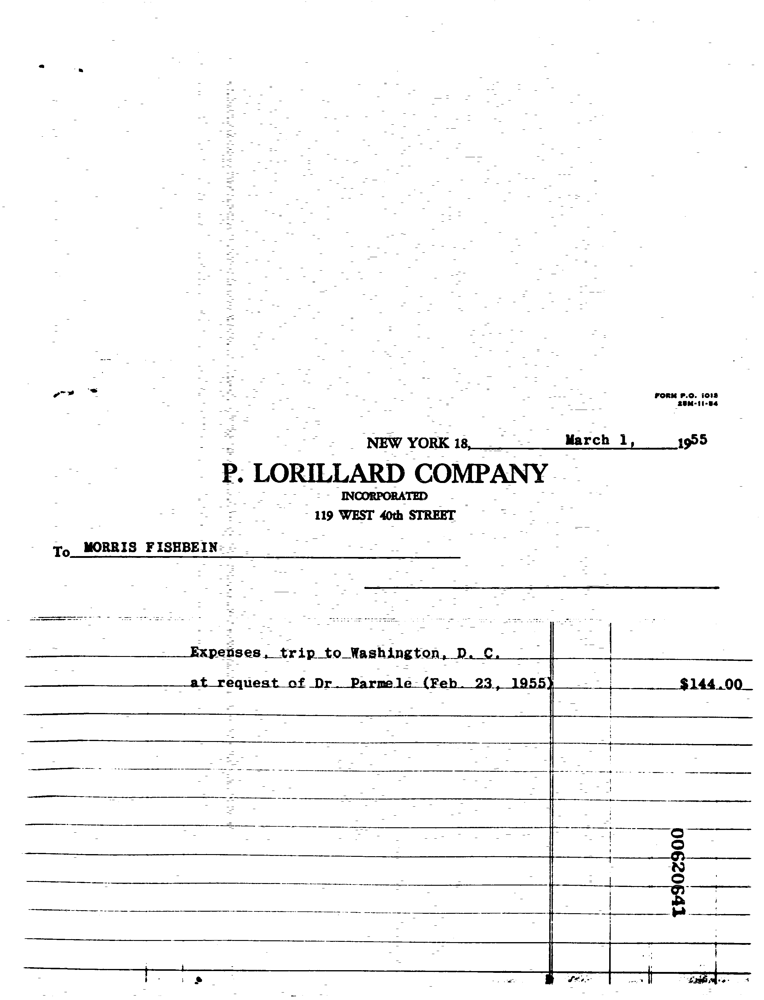 FORM P.O. 1018
25M-11-54
NEW YORK 18, March 1, 1955
P. LORILLARD COMPANY
INCORPORATED
119 WEST 40th STREET
To MORRIS FISHBEIN
Expenses, trip to Washington, D. C.
at request of Dr. Parmele (Feb. 23, 1955) $144.00
00620641